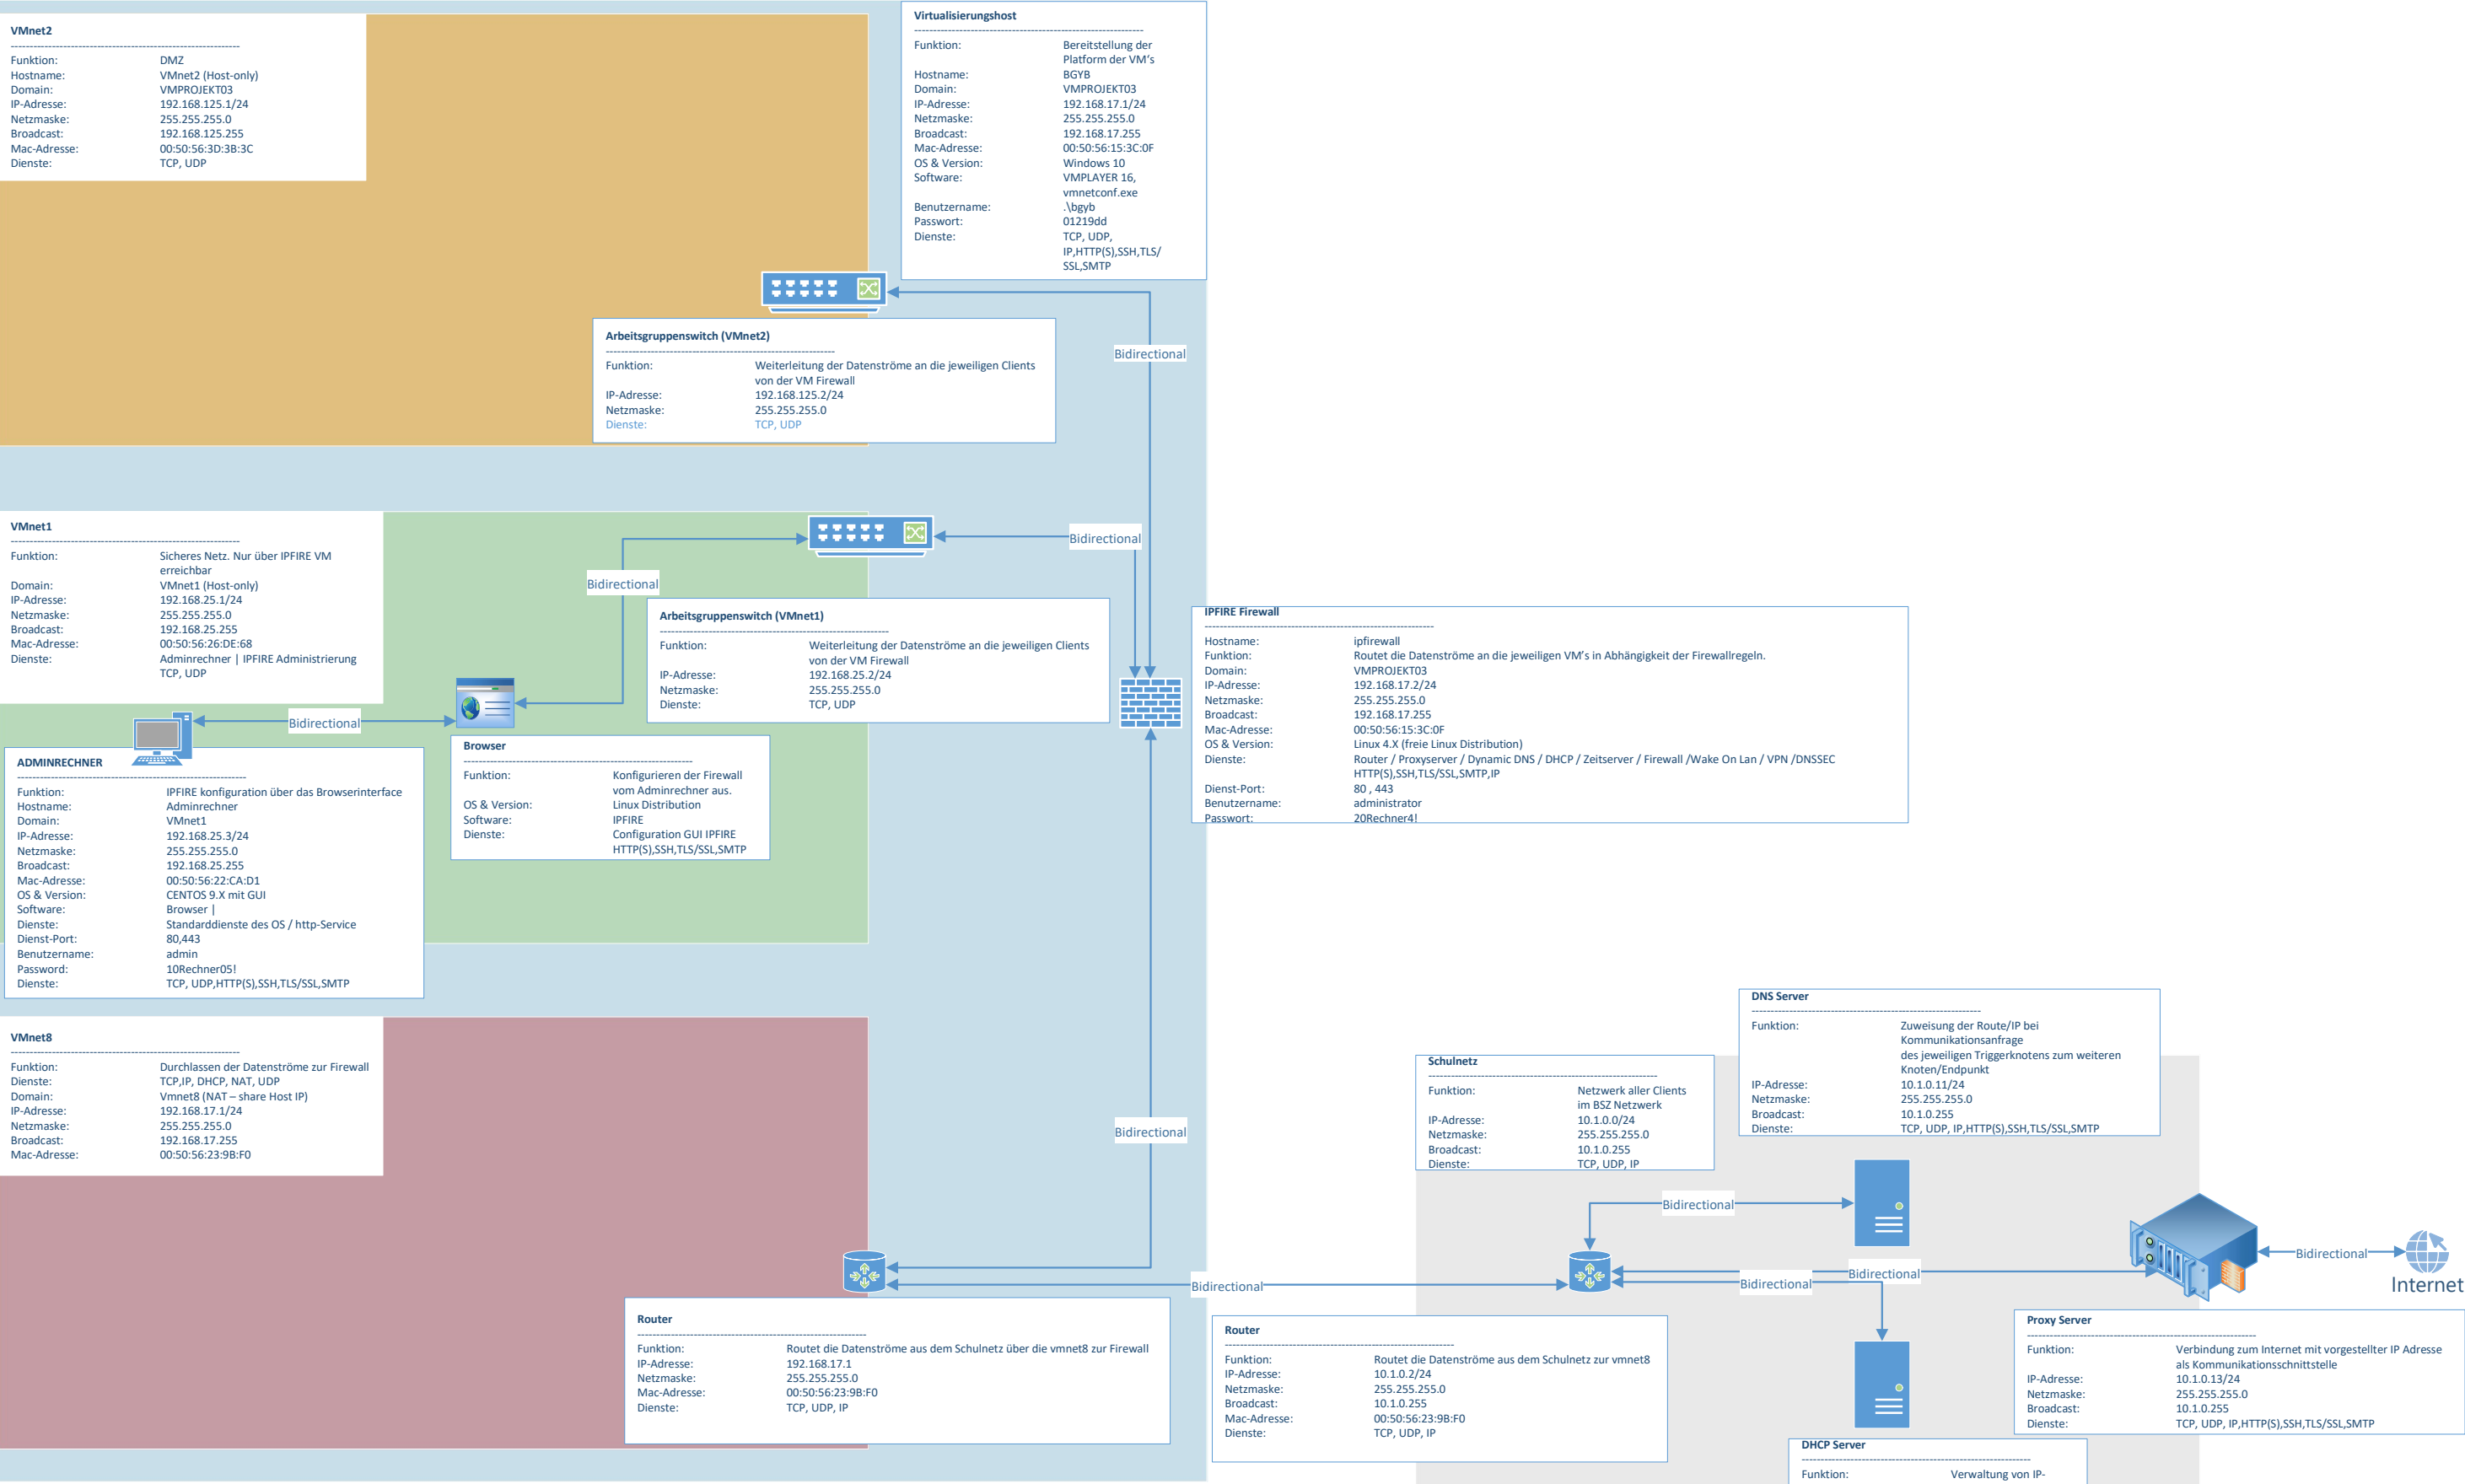 VMnet2
-------------------------------------------------------------
Funktion: DMZ
Hostname: VMnet2 (Host-only)
Domain: VMPROJEKT03
IP-Adresse: 192.168.125.1/24
Netzmaske: 255.255.255.0
Broadcast: 192.168.125.255
Mac-Adresse: 00:50:56:3D:3B:3C
Dienste: TCP, UDP
Virtualisierungshost
-------------------------------------------------------------
Funktion: Bereitstellung der
Platform der VM's
Hostname: BGYB
Domain: VMPROJEKT03
IP-Adresse: 192.168.17.1/24
Netzmaske: 255.255.255.0
Broadcast: 192.168.17.255
Mac-Adresse: 00:50:56:15:3C:0F
OS & Version: Windows 10
Software: VMPLAYER 16,
vmnetconf.exe
Benutzername: .\bgyb
Passwort: 01219dd
Dienste: TCP, UDP,
IP,HTTP(S),SSH,TLS/
SSL,SMTP
Arbeitsgruppenswitch (VMnet2)
-------------------------------------------------------------
Funktion: Weiterleitung der Datenströme an die jeweiligen Clients
von der VM Firewall
IP-Adresse: 192.168.125.2/24
Netzmaske: 255.255.255.0
Dienste: TCP, UDP
Bidirectional
VMnet1
-------------------------------------------------------------
Funktion: Sicheres Netz. Nur über IPFIRE VM
erreichbar
Domain: VMnet1 (Host-only)
IP-Adresse: 192.168.25.1/24
Netzmaske: 255.255.255.0
Broadcast: 192.168.25.255
Mac-Adresse: 00:50:56:26:DE:68
Dienste: Adminrechner | IPFIRE Administrierung
TCP, UDP
Bidirectional
Bidirectional
Arbeitsgruppenswitch (VMnet1)
-------------------------------------------------------------
Funktion: Weiterleitung der Datenströme an die jeweiligen Clients
von der VM Firewall
IP-Adresse: 192.168.25.2/24
Netzmaske: 255.255.255.0
Dienste: TCP, UDP
Bidirectional
ADMINRECHNER
-------------------------------------------------------------
Funktion: IPFIRE konfiguration über das Browserinterface
Hostname: Adminrechner
Domain: VMnet1
IP-Adresse: 192.168.25.3/24
Netzmaske: 255.255.255.0
Broadcast: 192.168.25.255
Mac-Adresse: 00:50:56:22:CA:D1
OS & Version: CENTOS 9.X mit GUI
Software: Browser |
Dienste: Standarddienste des OS / http-Service
Dienst-Port: 80,443
Benutzername: admin
Password: 10Rechner05!
Dienste: TCP, UDP,HTTP(S),SSH,TLS/SSL,SMTP
Browser
-------------------------------------------------------------
Funktion: Konfigurieren der Firewall
vom Adminrechner aus.
OS & Version: Linux Distribution
Software: IPFIRE
Dienste: Configuration GUI IPFIRE
HTTP(S),SSH,TLS/SSL,SMTP
IPFIRE Firewall
-------------------------------------------------------------
Hostname: ipfirewall
Funktion: Routet die Datenströme an die jeweiligen VM's in Abhängigkeit der Firewallregeln.
Domain: VMPROJEKT03
IP-Adresse: 192.168.17.2/24
Netzmaske: 255.255.255.0
Broadcast: 192.168.17.255
Mac-Adresse: 00:50:56:15:3C:0F
OS & Version: Linux 4.X (freie Linux Distribution)
Dienste: Router / Proxyserver / Dynamic DNS / DHCP / Zeitserver / Firewall /Wake On Lan / VPN /DNSSEC
HTTP(S),SSH,TLS/SSL,SMTP,IP
Dienst-Port: 80 , 443
Benutzername: administrator
Passwort: 20Rechner4!
VMnet8
-------------------------------------------------------------
Funktion: Durchlassen der Datenströme zur Firewall
Dienste: TCP,IP, DHCP, NAT, UDP
Domain: Vmnet8 (NAT – share Host IP)
IP-Adresse: 192.168.17.1/24
Netzmaske: 255.255.255.0
Broadcast: 192.168.17.255
Mac-Adresse: 00:50:56:23:9B:F0
Bidirectional
Schulnetz
-------------------------------------------------------------
Funktion: Netzwerk aller Clients
im BSZ Netzwerk
IP-Adresse: 10.1.0.0/24
Netzmaske: 255.255.255.0
Broadcast: 10.1.0.255
Dienste: TCP, UDP, IP
DNS Server
-------------------------------------------------------------
Funktion: Zuweisung der Route/IP bei
Kommunikationsanfrage
des jeweiligen Triggerknotens zum weiteren
Knoten/Endpunkt
IP-Adresse: 10.1.0.11/24
Netzmaske: 255.255.255.0
Broadcast: 10.1.0.255
Dienste: TCP, UDP, IP,HTTP(S),SSH,TLS/SSL,SMTP
Bidirectional
Bidirectional
Bidirectional
Bidirectional
Bidirectional
Internet
Router
-------------------------------------------------------------
Funktion: Routet die Datenströme aus dem Schulnetz über die vmnet8 zur Firewall
IP-Adresse: 192.168.17.1
Netzmaske: 255.255.255.0
Mac-Adresse: 00:50:56:23:9B:F0
Dienste: TCP, UDP, IP
Router
-------------------------------------------------------------
Funktion: Routet die Datenströme aus dem Schulnetz zur vmnet8
IP-Adresse: 10.1.0.2/24
Netzmaske: 255.255.255.0
Broadcast: 10.1.0.255
Mac-Adresse: 00:50:56:23:9B:F0
Dienste: TCP, UDP, IP
Proxy Server
-------------------------------------------------------------
Funktion: Verbindung zum Internet mit vorgestellter IP Adresse
als Kommunikationsschnittstelle
IP-Adresse: 10.1.0.13/24
Netzmaske: 255.255.255.0
Broadcast: 10.1.0.255
Dienste: TCP, UDP, IP,HTTP(S),SSH,TLS/SSL,SMTP
DHCP Server
-------------------------------------------------------------
Funktion: Verwaltung von IP-